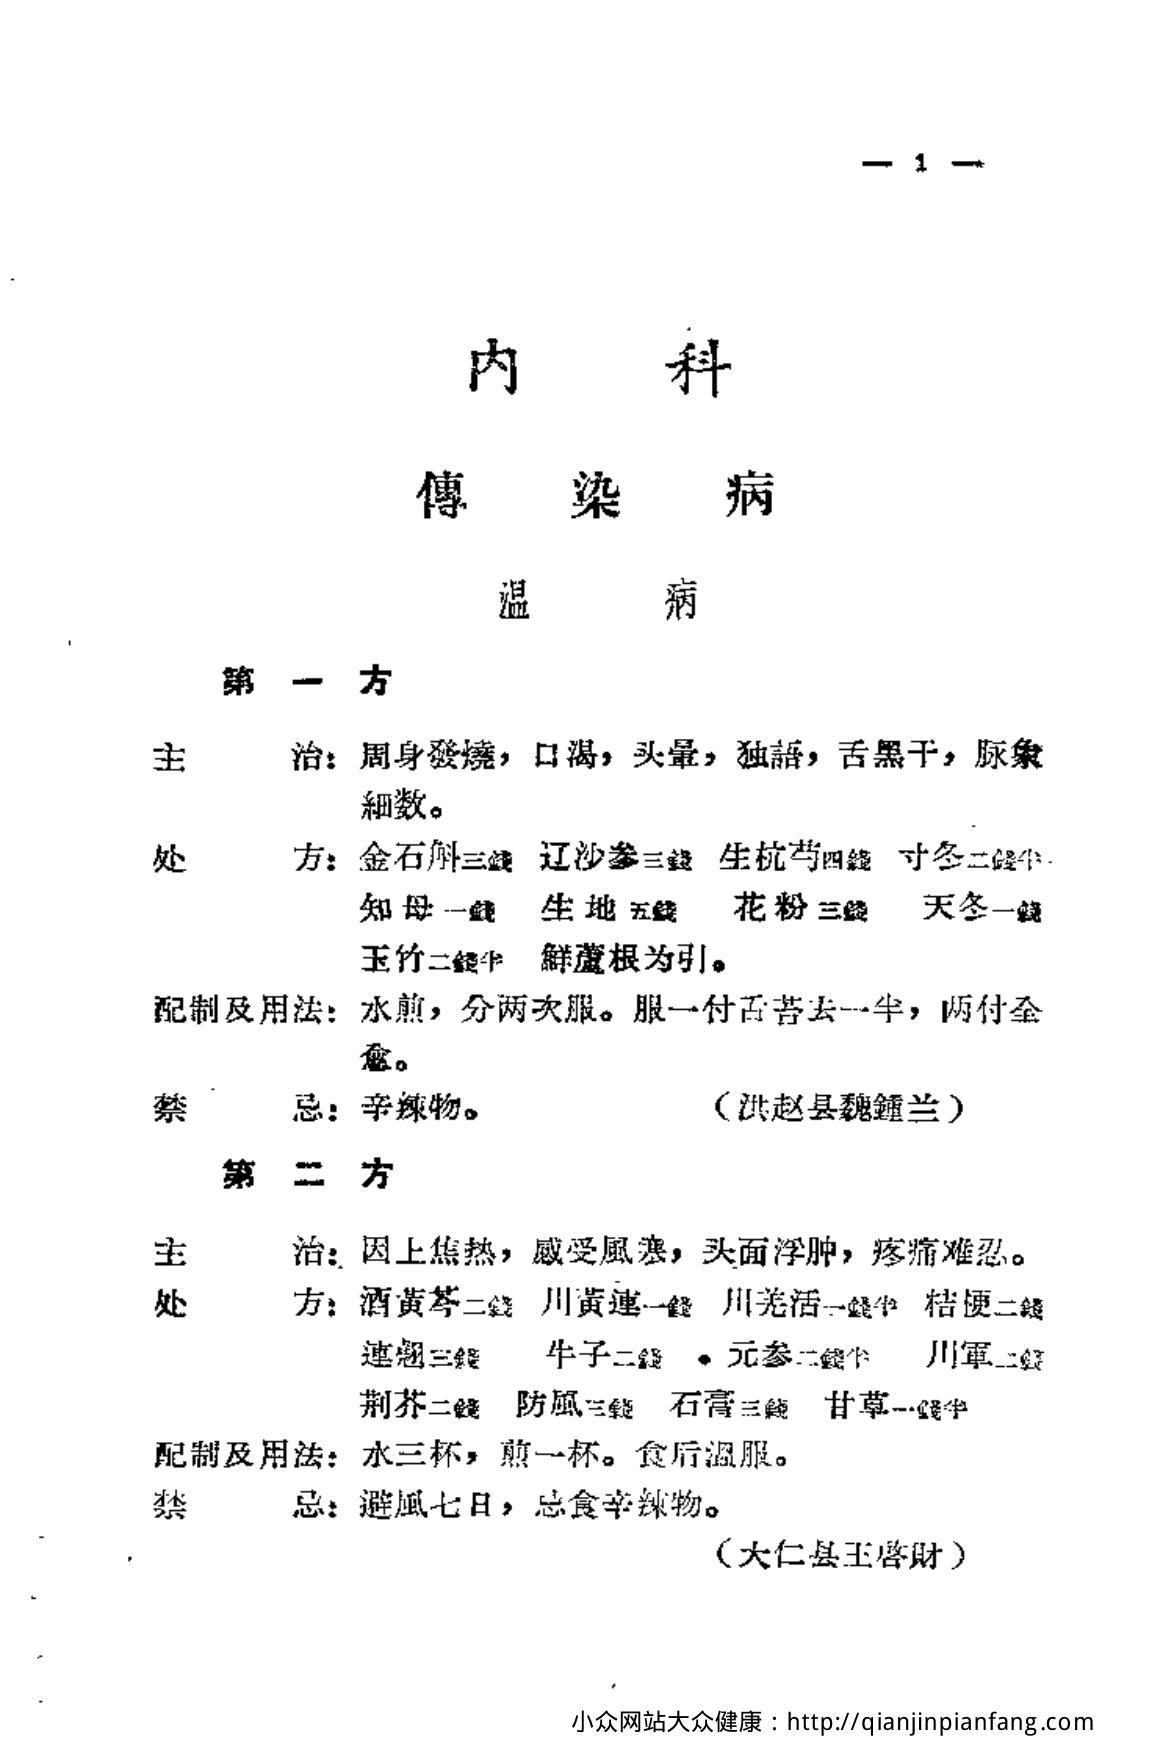 — 1 —
内 科
傳 染 病
温 病
第 一 方
主 治：周身發燒，口渴，头暈，独語，舌黑干，脉象
細数。
处 方：金石斛三錢 辽沙参三錢 生杭芍四錢 寸冬二錢半
知母一錢 生地五錢 花粉三錢 天冬一錢
玉竹二錢半 鮮蘆根为引。
配制及用法：水煎，分两次服。服一付舌苔去一半，两付全
愈。
禁 忌：辛辣物。 （洪赵县魏鍾兰）
第 二 方
主 治：因上焦热，感受風寒，头面浮肿，疼痛难忍。
处 方：酒黃芩二錢 川黃連一錢 川羌活一錢半 桔梗二錢
連翘三錢 牛子二錢 元参二錢半 川軍二錢
荆芥二錢 防風三錢 石膏三錢 甘草一錢半
配制及用法：水三杯，煎一杯。食后温服。
禁 忌：避風七日，忌食辛辣物。
（大仁县王啓財）
小众网站大众健康：http://qianjinpianfang.com